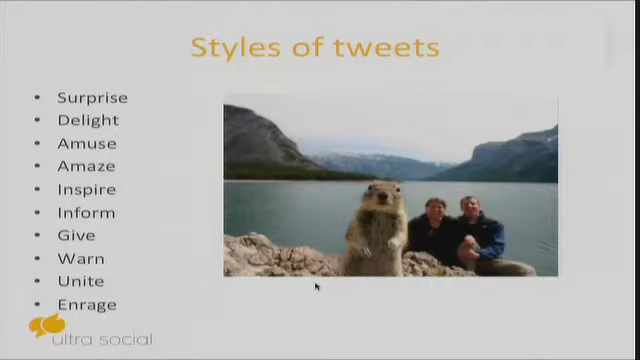 Styles of tweets
• Surprise
• Delight
• Amuse
• Amaze
• Inspire
• Inform
• Give
• Warn
• Unite
• Enrage
ultra social